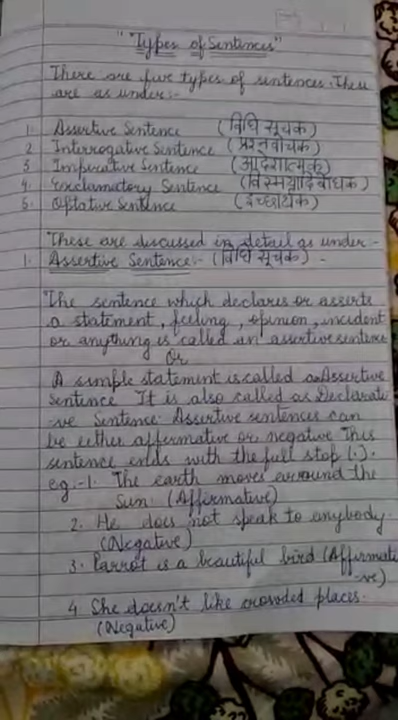 "Types of Sentences"
There are five types of sentences. These
are as under:-
1. Assertive Sentence (विधि सूचक)
2 Interrogative Sentence (प्रश्नवाचक)
3 Imperative Sentence (आदेशात्मक)
4. Exclamatory Sentence (विस्मयादिबोधक)
5. Optative Sentence (इच्छार्थक)
These are discussed in detail as under-
1. Assertive Sentence:- (विधि सूचक) -
The sentence which declares or asserts
a statement, feeling, opinion, incident
or anything is called an assertive sentence
Or
A simple statement is called an Assertive
Sentence It is also called as Declarati
-ve Sentence. Assertive sentences can
be either affirmative or negative This
sentence ends with the full stop (.).
eg.-1. The earth moves around the
Sun. (Affirmative)
2. He does not speak to anybody.
(Negative)
3. Parrot is a beautiful bird (Affirmati
-ve)
4. She doesn't like crowded places.
(Negative)